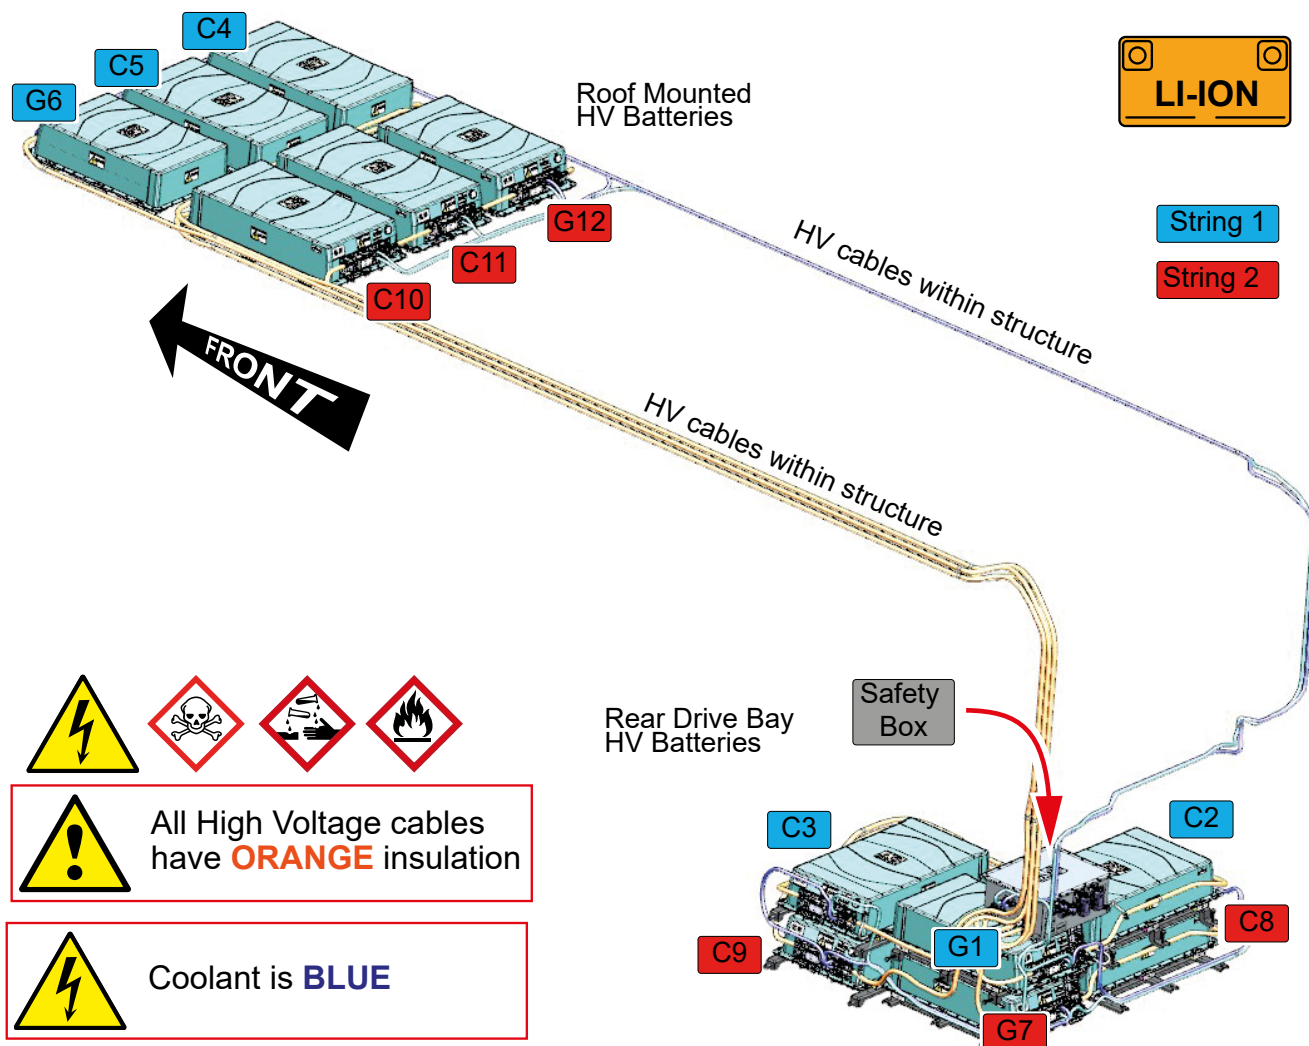 C4
C5
G6
Roof Mounted
HV Batteries
LI-ION
String 1
String 2
G12
C11
C10
HV cables within structure
FRONT
HV cables within structure
Safety
Box
Rear Drive Bay
HV Batteries
C3
C2
C9
G1
C8
G7
All High Voltage cables
have ORANGE insulation
Coolant is BLUE